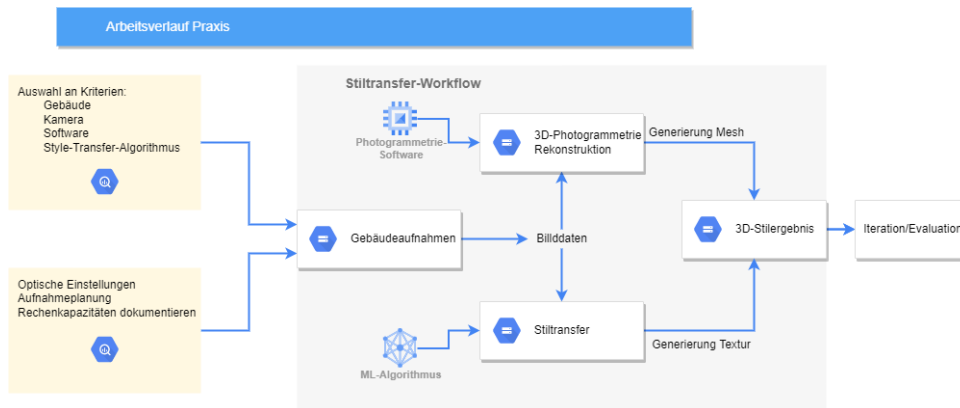 Arbeitsverlauf Praxis
Auswahl an Kriterien:
Gebäude
Kamera
Software
Style-Transfer-Algorithmus
Optische Einstellungen
Aufnahmeplanung
Rechenkapazitäten dokumentieren
Stiltransfer-Workflow
Photogrammetrie-
Software
3D-Photogrammetrie
Rekonstruktion
Generierung Mesh
Gebäudeaufnahmen
Billddaten
3D-Stilergebnis
Iteration/Evaluation
Stiltransfer
Generierung Textur
ML-Algorithmus